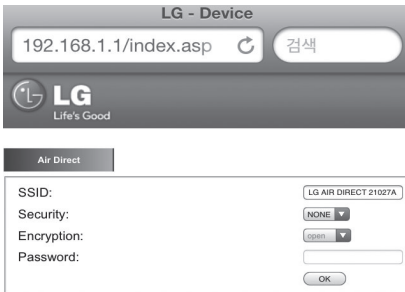 LG - Device
192.168.1.1/index.asp 검색
LG
Life's Good
Air Direct
SSID: LG AIR DIRECT 21027A
Security: NONE
Encryption: open
Password:
OK